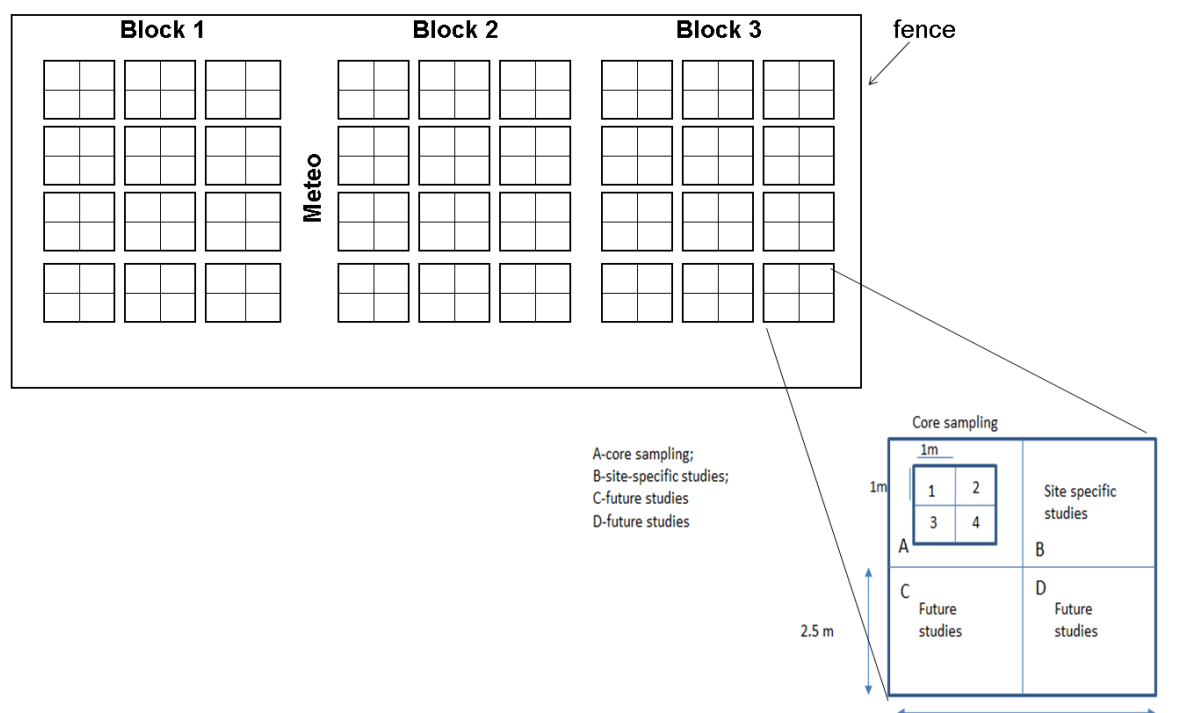 Block 1
Block 2
Block 3
fence
Meteo
Core sampling
A-core sampling;
B-site-specific studies;
C-future studies
D-future studies
1m
1m
1
2
3
4
A
Site specific
studies
B
C
Future
studies
D
Future
studies
2.5 m